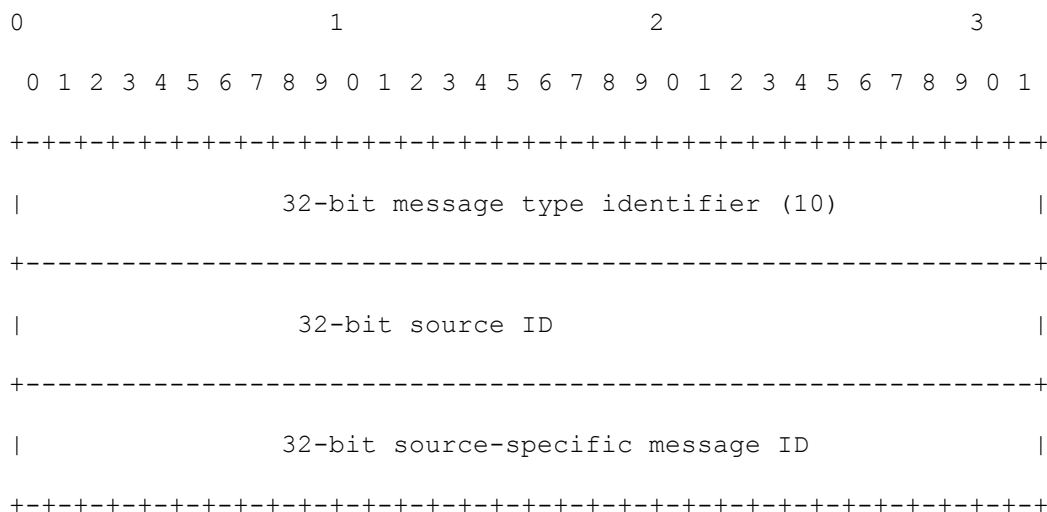 0                   1                   2                   3
 0 1 2 3 4 5 6 7 8 9 0 1 2 3 4 5 6 7 8 9 0 1 2 3 4 5 6 7 8 9 0 1
+-+-+-+-+-+-+-+-+-+-+-+-+-+-+-+-+-+-+-+-+-+-+-+-+-+-+-+-+-+-+-+-+
|                32-bit message type identifier (10)            |
+---------------------------------------------------------------+
|                 32-bit source ID                              |
+---------------------------------------------------------------+
|                32-bit source-specific message ID              |
+-+-+-+-+-+-+-+-+-+-+-+-+-+-+-+-+-+-+-+-+-+-+-+-+-+-+-+-+-+-+-+-+